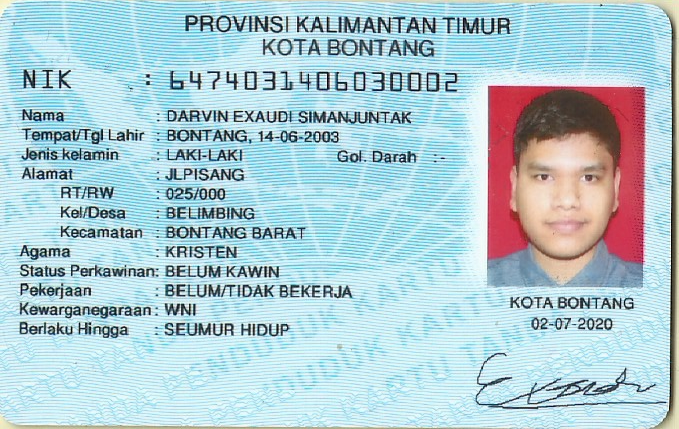 PROVINSI KALIMANTAN TIMUR
KOTA BONTANG
NIK : 6474031406030002
Nama : DARVIN EXAUDI SIMANJUNTAK
Tempat/Tgl Lahir : BONTANG, 14-06-2003
Jenis kelamin : LAKI-LAKI Gol. Darah :-
Alamat : JLPISANG
RT/RW : 025/000
Kel/Desa : BELIMBING
Kecamatan : BONTANG BARAT
Agama : KRISTEN
Status Perkawinan: BELUM KAWIN
Pekerjaan : BELUM/TIDAK BEKERJA
Kewarganegaraan : WNI
Berlaku Hingga : SEUMUR HIDUP
KOTA BONTANG
02-07-2020